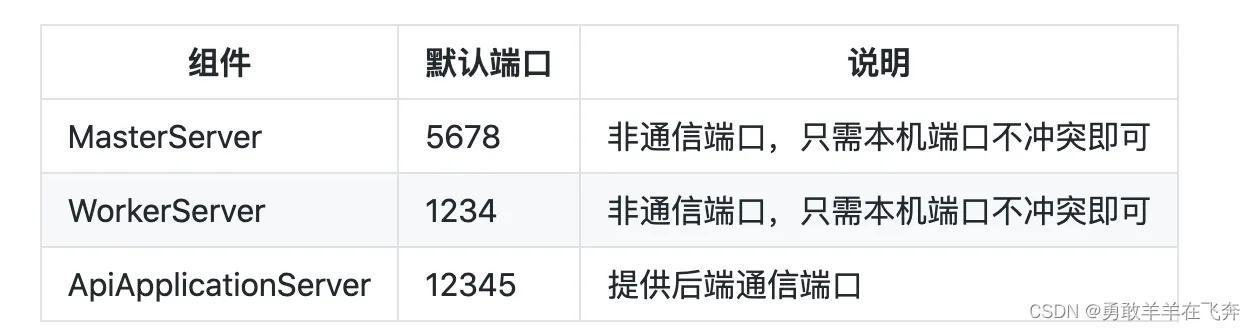 组件 默认端口 说明
MasterServer 5678 非通信端口，只需本机端口不冲突即可
WorkerServer 1234 非通信端口，只需本机端口不冲突即可
ApiApplicationServer 12345 提供后端通信端口
CSDN @勇敢羊羊在飞奔